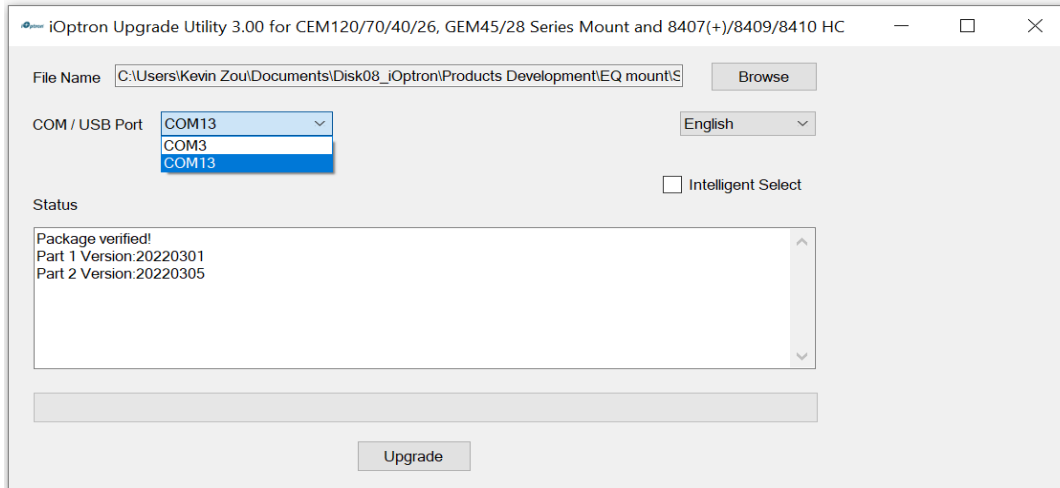 iOptron Upgrade Utility 3.00 for CEM120/70/40/26, GEM45/28 Series Mount and 8407(+)/8409/8410 HC
File Name C:\Users\Kevin Zou\Documents\Disk08_iOptron\Products Development\EQ mount\S Browse
COM / USB Port COM13 English
COM3
COM13
Intelligent Select
Status
Package verified!
Part 1 Version:20220301
Part 2 Version:20220305
Upgrade